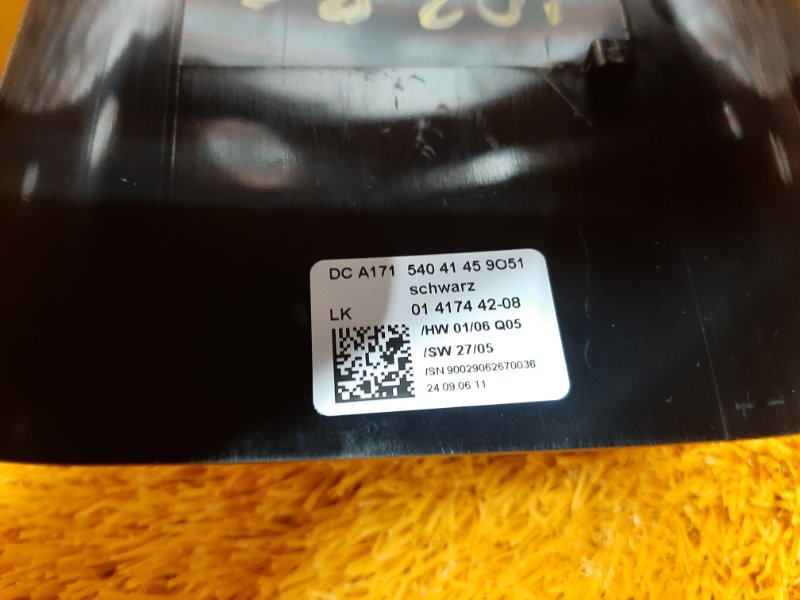 DC A171 540 41 45 9O51
schwarz
LK 01 4174 42-08
/HW 01/06 Q05
/SW 27/05
/SN 90029062670036
24.09.06 11